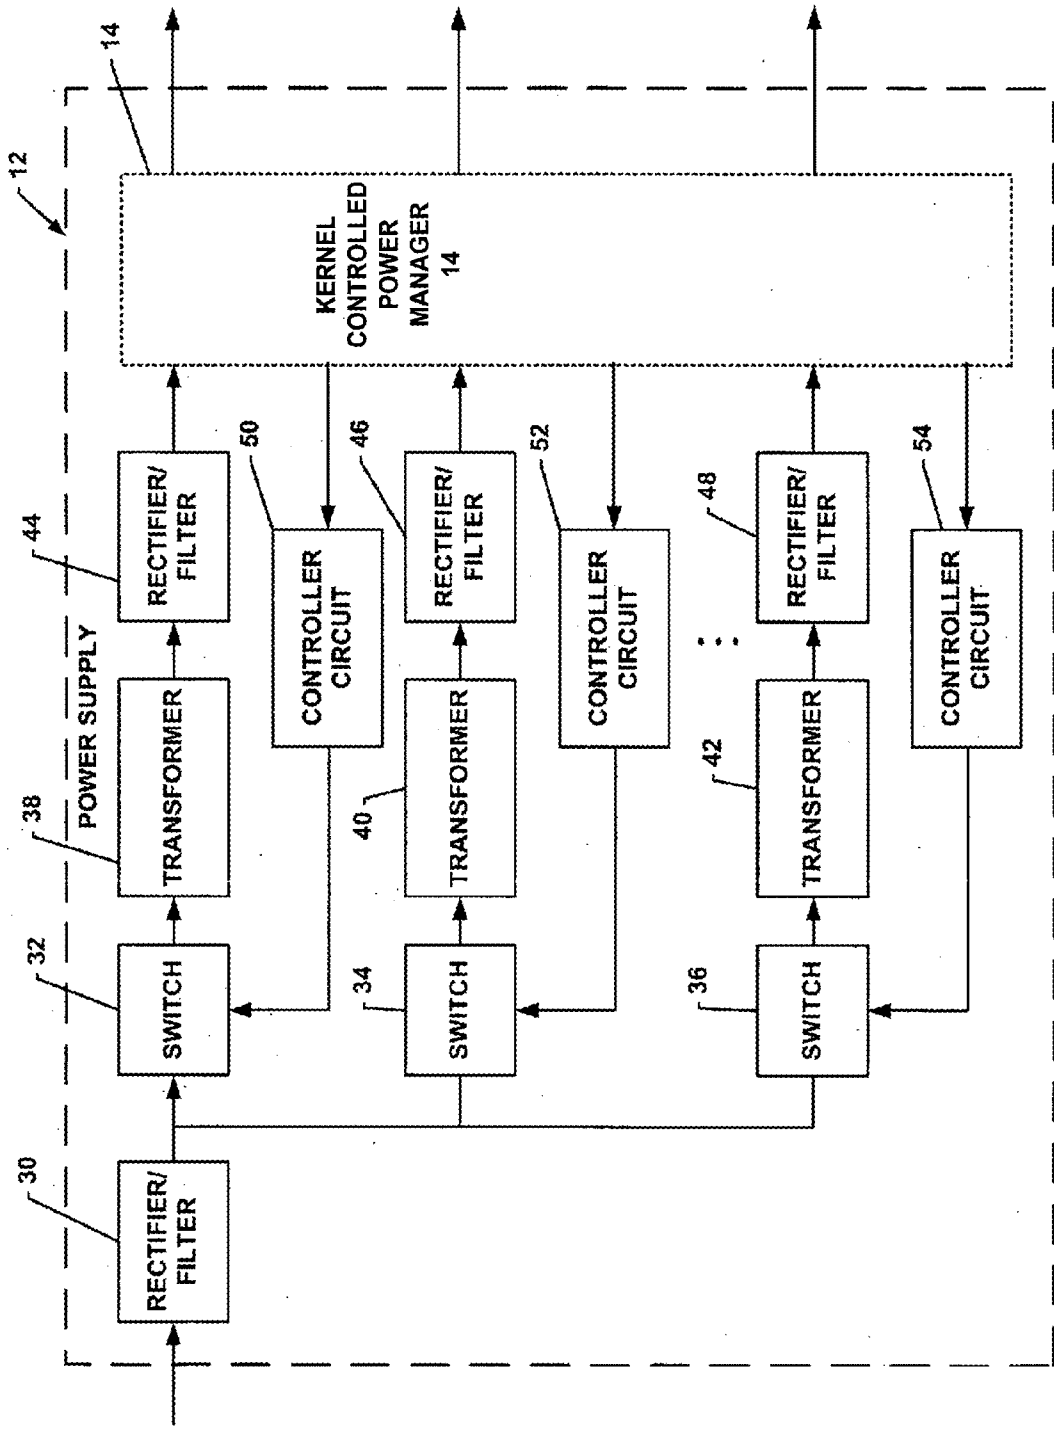 12
14
POWER SUPPLY
30
RECTIFIER/
FILTER
32
SWITCH
38
TRANSFORMER
44
RECTIFIER/
FILTER
KERNEL
CONTROLLED
POWER
MANAGER
14
50
CONTROLLER
CIRCUIT
34
SWITCH
40
TRANSFORMER
46
RECTIFIER/
FILTER
52
CONTROLLER
CIRCUIT
36
SWITCH
42
TRANSFORMER
48
RECTIFIER/
FILTER
54
CONTROLLER
CIRCUIT